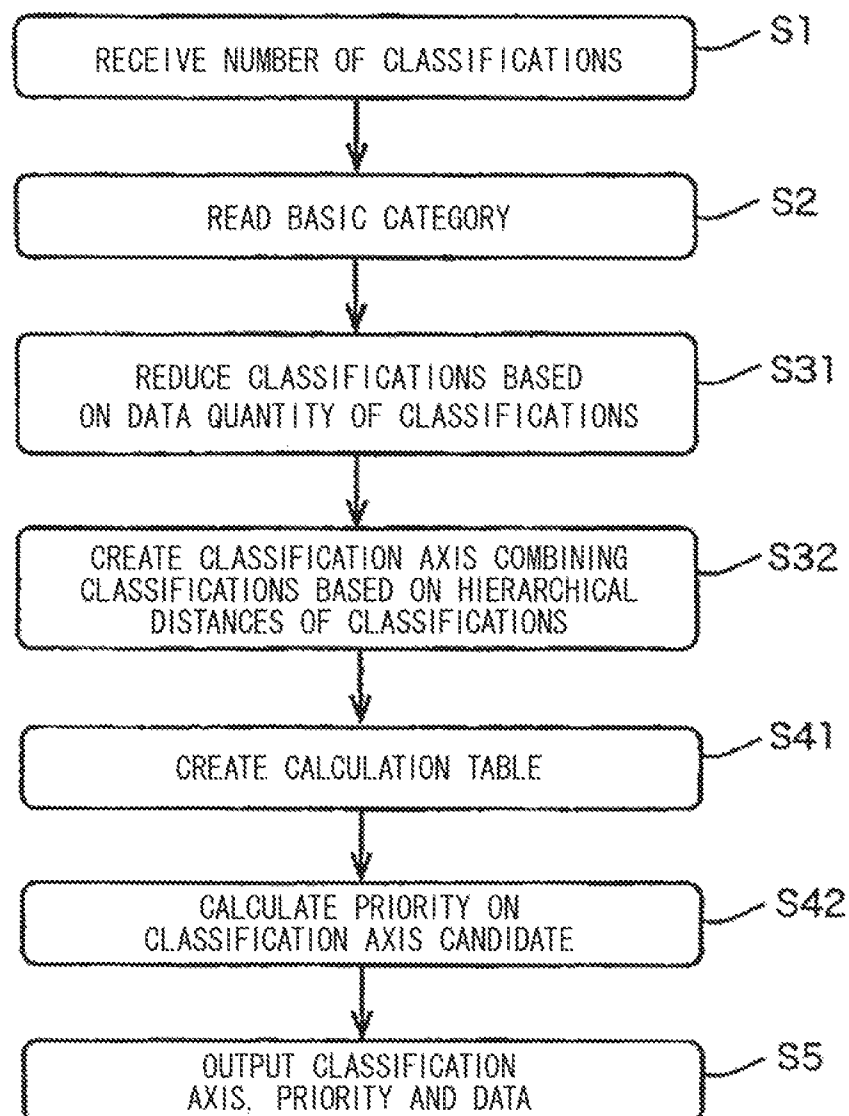 RECEIVE NUMBER OF CLASSIFICATIONS
S1
READ BASIC CATEGORY
S2
REDUCE CLASSIFICATIONS BASED
ON DATA QUANTITY OF CLASSIFICATIONS
S31
CREATE CLASSIFICATION AXIS COMBINING
CLASSIFICATIONS BASED ON HIERARCHICAL
DISTANCES OF CLASSIFICATIONS
S32
CREATE CALCULATION TABLE
S41
CALCULATE PRIORITY ON
CLASSIFICATION AXIS CANDIDATE
S42
OUTPUT CLASSIFICATION
AXIS, PRIORITY AND DATA
S5